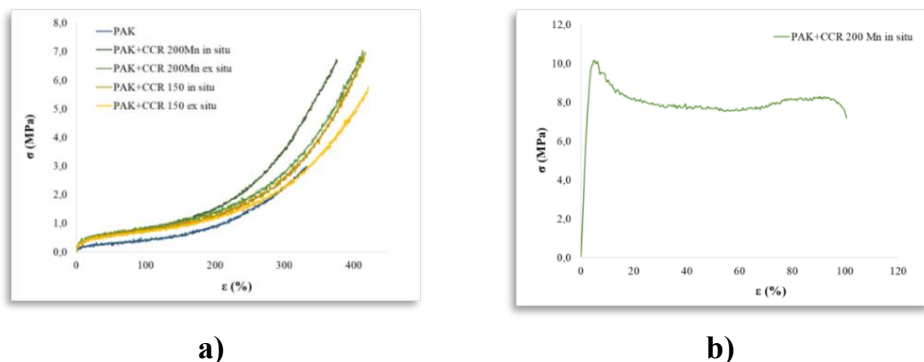 8,0
7,0
6,0
5,0
4,0
3,0
2,0
1,0
0,0
σ (MPa)
0
100
200
300
400
ε (%)
PAK
PAK+CCR 200Mn in situ
PAK+CCR 200Mn ex situ
PAK+CCR 150 in situ
PAK+CCR 150 ex situ
a)
12,0
10,0
8,0
6,0
4,0
2,0
0,0
σ (MPa)
0
20
40
60
80
100
120
ε (%)
PAK+CCR 200 Mn in situ
b)